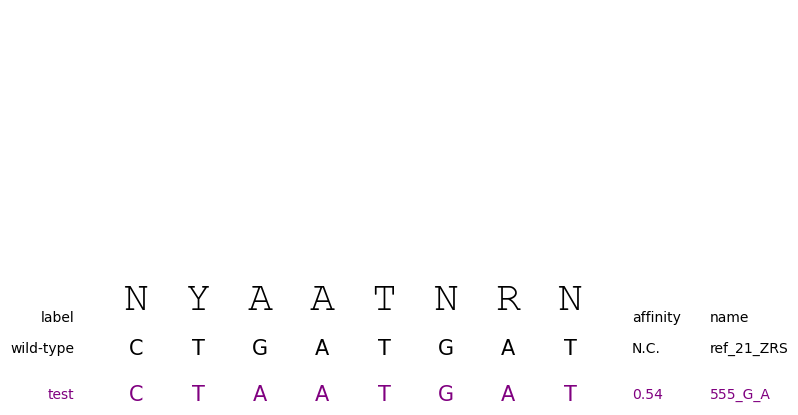 label N Y A A T N R N affinity name
wild-type C T G A T G A T N.C. ref_21_ZRS
test C T A A T G A T 0.54 555_G_A